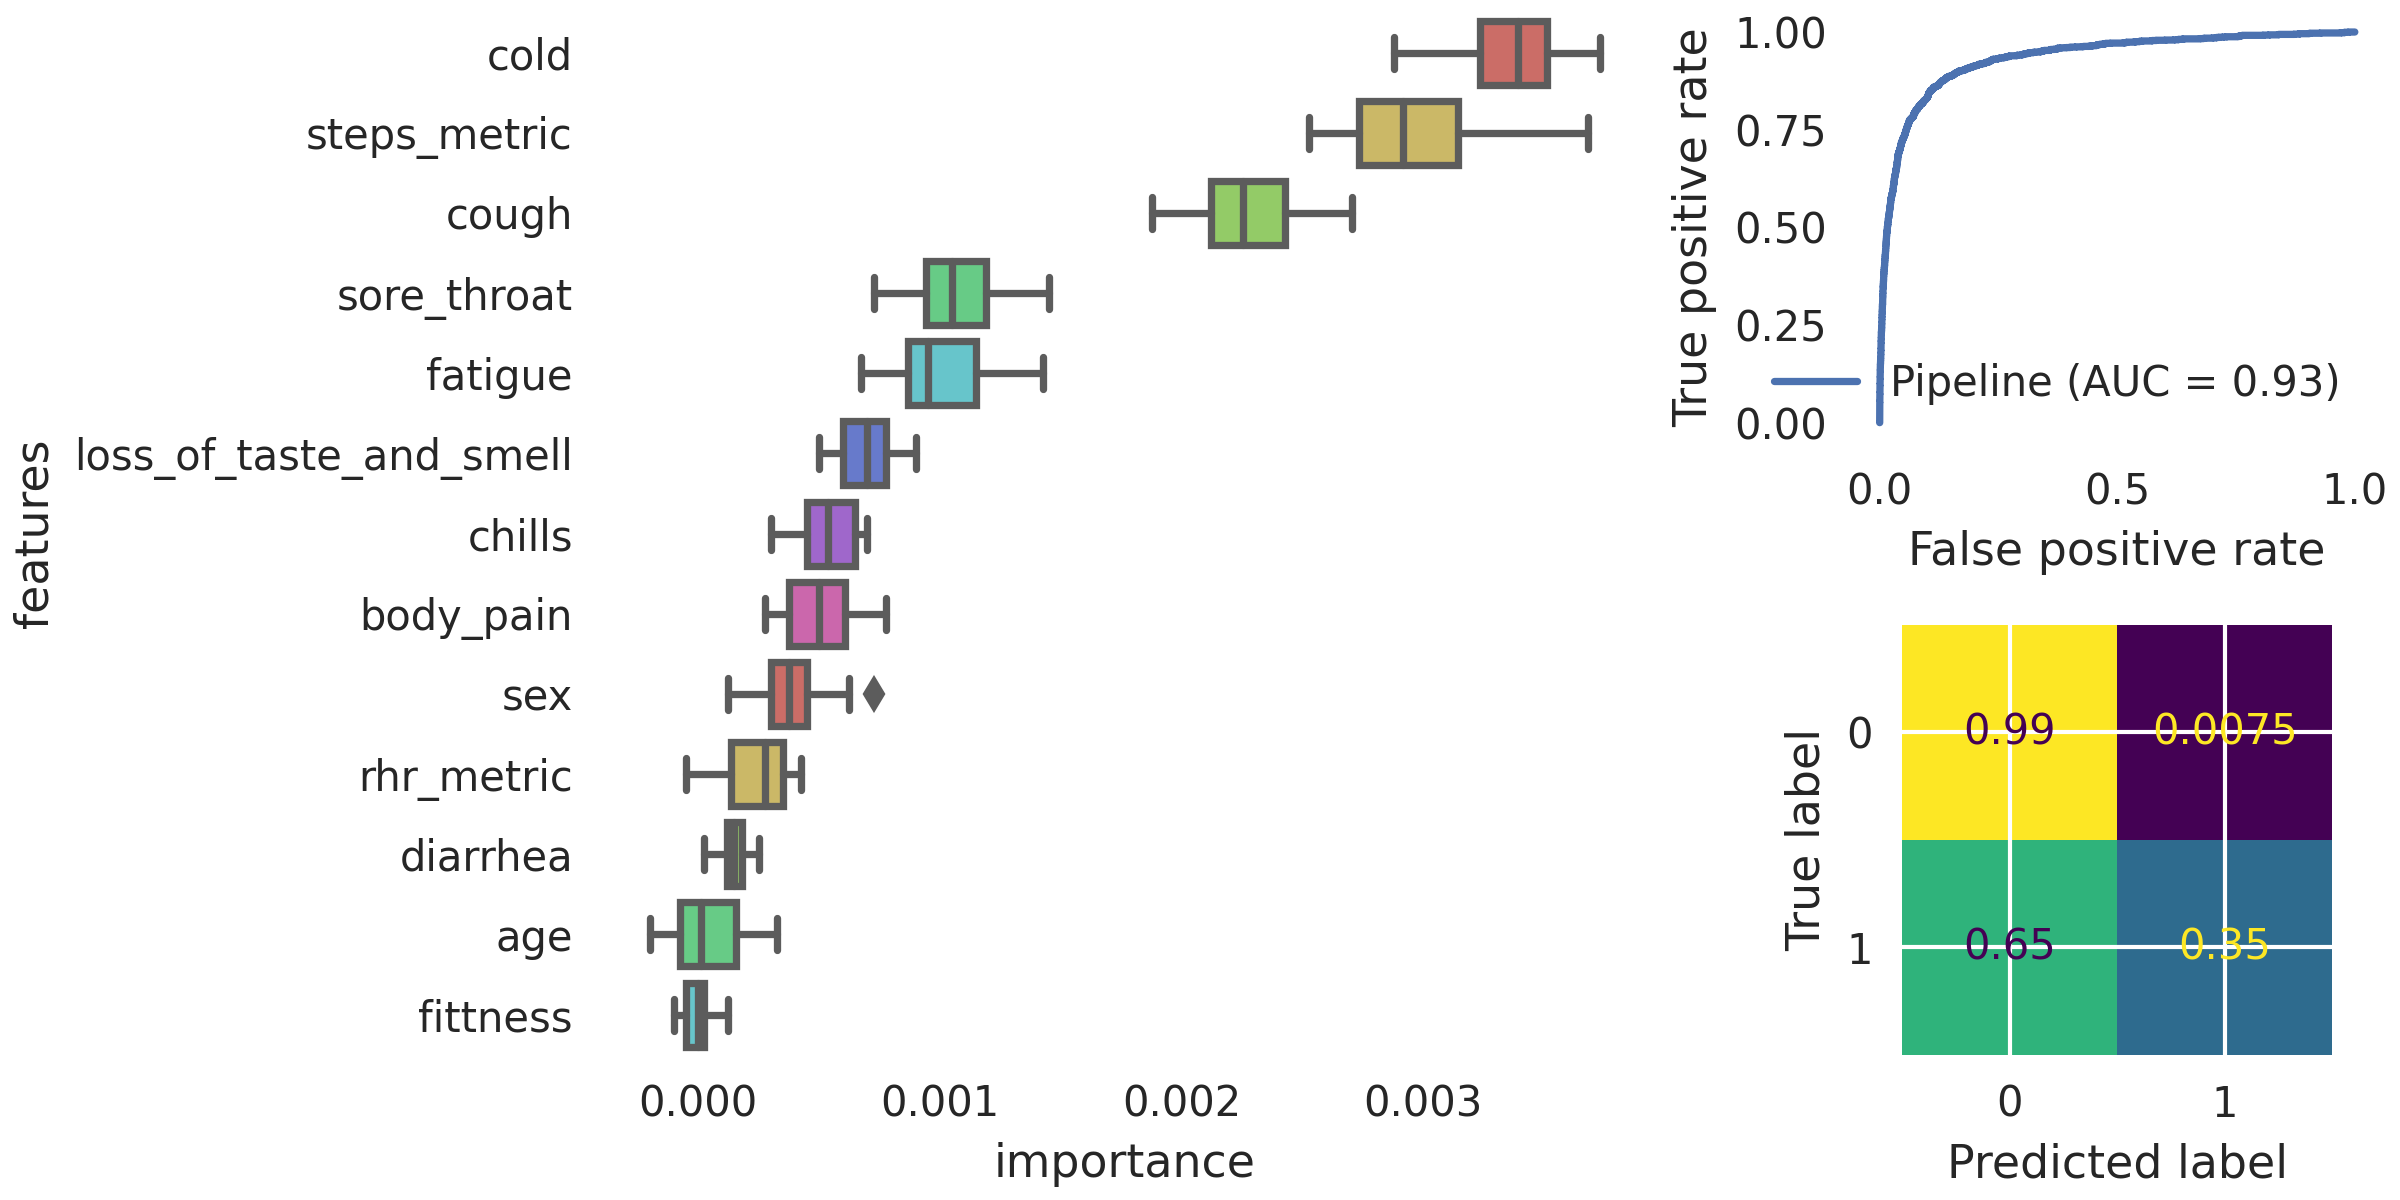 features
cold
steps_metric
cough
sore_throat
fatigue
loss_of_taste_and_smell
chills
body_pain
sex
rhr_metric
diarrhea
age
fittness
0.000 0.001 0.002 0.003
importance
True positive rate
1.00
0.75
0.50
0.25
0.00
Pipeline (AUC = 0.93)
0.0 0.5 1.0
False positive rate
True label
0
1
0.99 0.0075
0.65 0.35
0 1
Predicted label